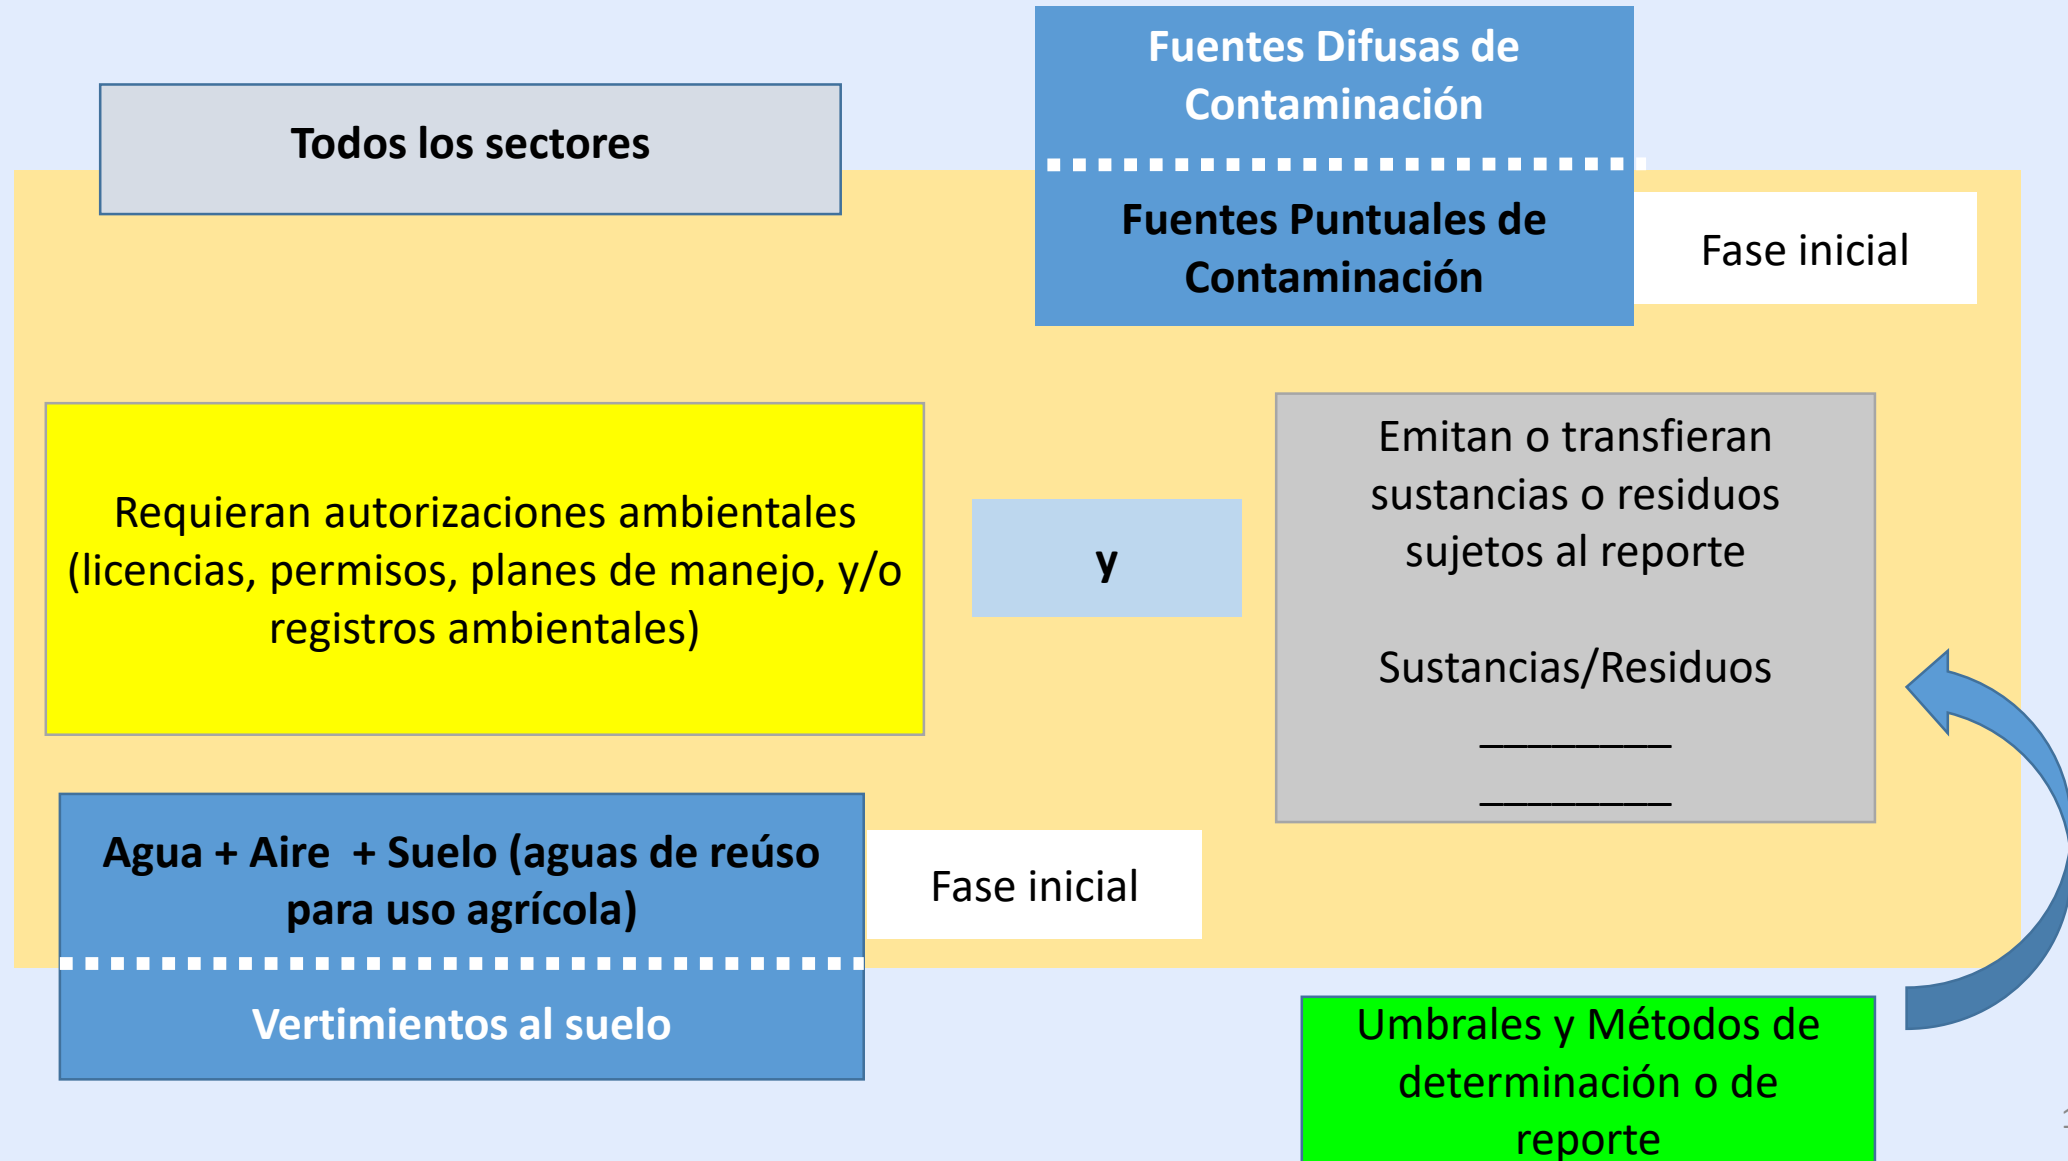 Fuentes Difusas de
Contaminación
Todos los sectores
Fuentes Puntuales de
Contaminación
Fase inicial
Requieran autorizaciones ambientales
(licencias, permisos, planes de manejo, y/o
registros ambientales)
y
Emitan o transfieran
sustancias o residuos
sujetos al reporte
Sustancias/Residuos
________
________
Agua + Aire + Suelo (aguas de reúso
para uso agrícola)
Fase inicial
Vertimientos al suelo
Umbrales y Métodos de
determinación o de
reporte